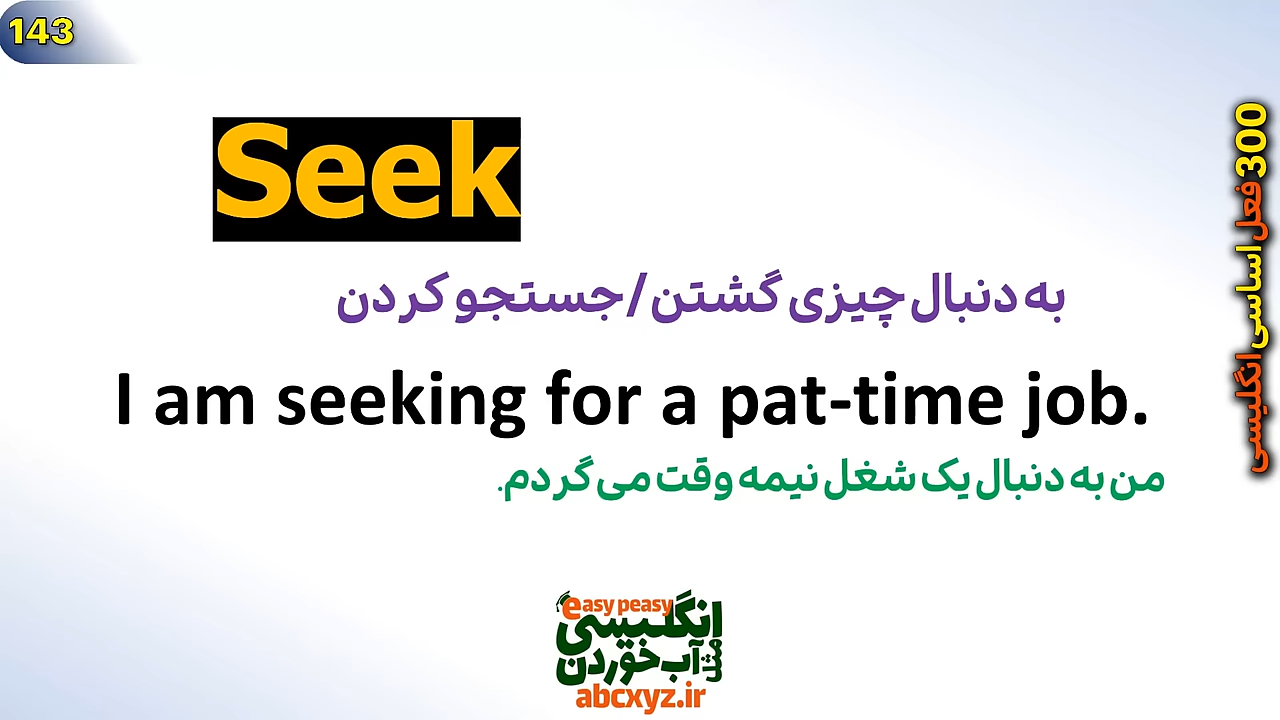 143
Seek
به دنبال چیزی گشتن/جستجو کردن
I am seeking for a pat-time job.
من به دنبال یک شغل نیمه وقت می گردم.
300 فعل اساسی انگلیسی
easy peasy
انگلیسی
مثل آب خوردن
abcxyz.ir